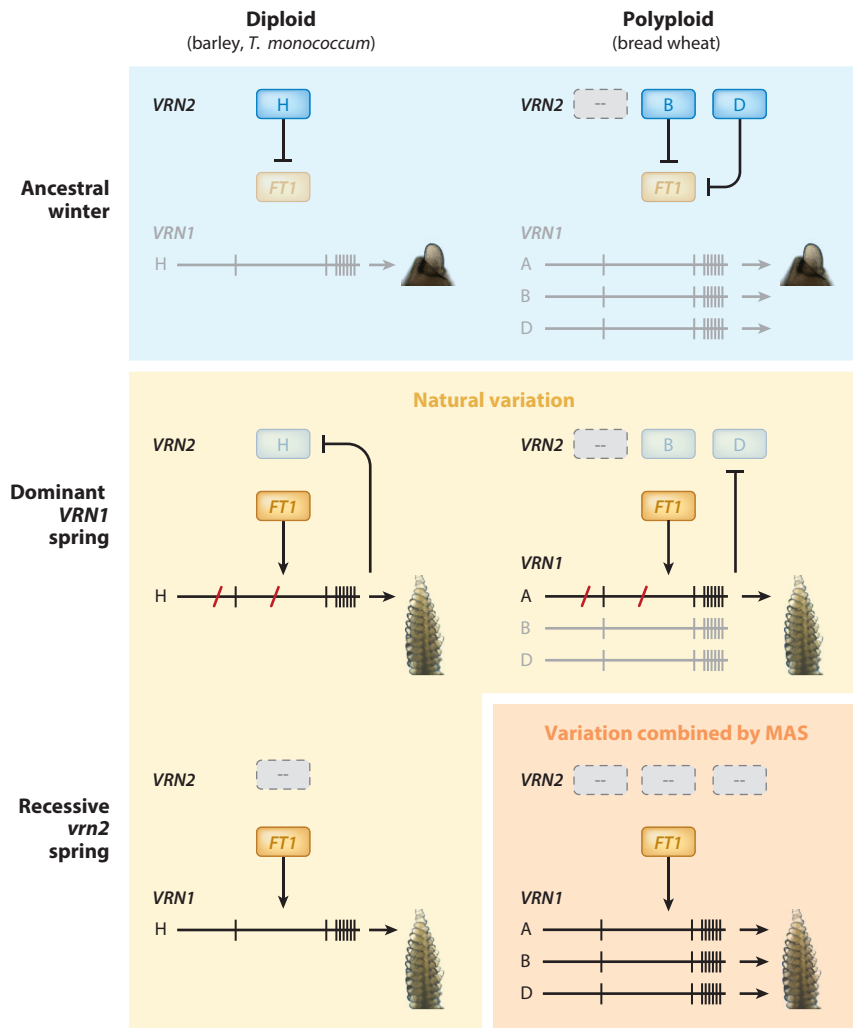 Diploid
(barley, T. monococcum)
Polyploid
(bread wheat)
Ancestral
winter
VRN2
H
FT1
VRN1
H
VRN2
--
B
D
FT1
VRN1
A
B
D
Natural variation
Dominant
VRN1
spring
VRN2
H
FT1
H
VRN2
--
B
D
FT1
VRN1
A
B
D
Recessive
vrn2
spring
VRN2
--
FT1
VRN1
H
Variation combined by MAS
VRN2
--
--
--
FT1
VRN1
A
B
D